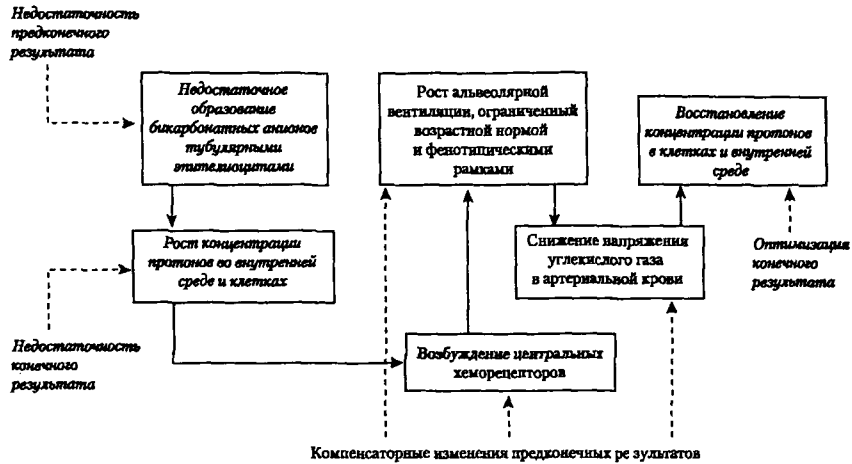 Недостаточность
предконечного
результата
Недостаточное
образование
бикарбонатных анионов
тубулярными
эпителиоцитами
Рост альвеолярной
вентиляции, ограниченный
возрастной нормой
и фенотипическими
рамками
Восстановление
концентрации протонов
в клетках и внутренней
среде
Рост концентрации
протонов во внутренней
среде и клетках
Снижение напряжения
углекислого газа
в артериальной крови
Оптимизация
конечного
результата
Недостаточность
конечного
результата
Возбуждение центральных
хеморецепторов
Компенсаторные изменения предконечных ре зультатов